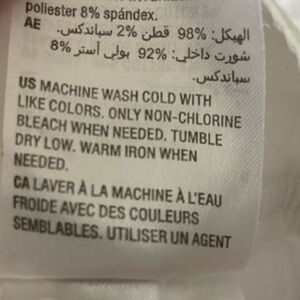 poliester 8% spándex.
AE الهيكل: 98% قطن 2% سباندكس.
شورت داخلي: 92% بولي أستر 8%
سباندكس.
US MACHINE WASH COLD WITH
LIKE COLORS. ONLY NON-CHLORINE
BLEACH WHEN NEEDED. TUMBLE
DRY LOW. WARM IRON WHEN
NEEDED.
CA LAVER À LA MACHINE À L'EAU
FROIDE AVEC DES COULEURS
SEMBLABLES. UTILISER UN AGENT